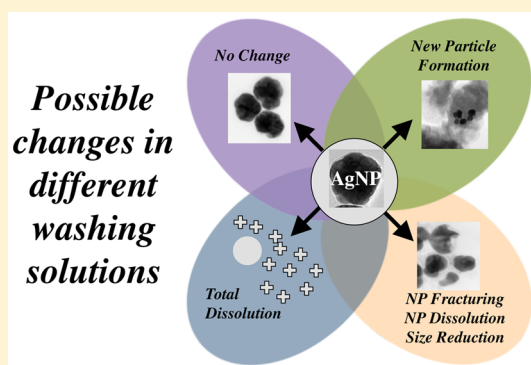 Possible
changes in
different
washing
solutions
No Change
New Particle
Formation
AgNP
Total
Dissolution
NP Fracturing
NP Dissolution
Size Reduction